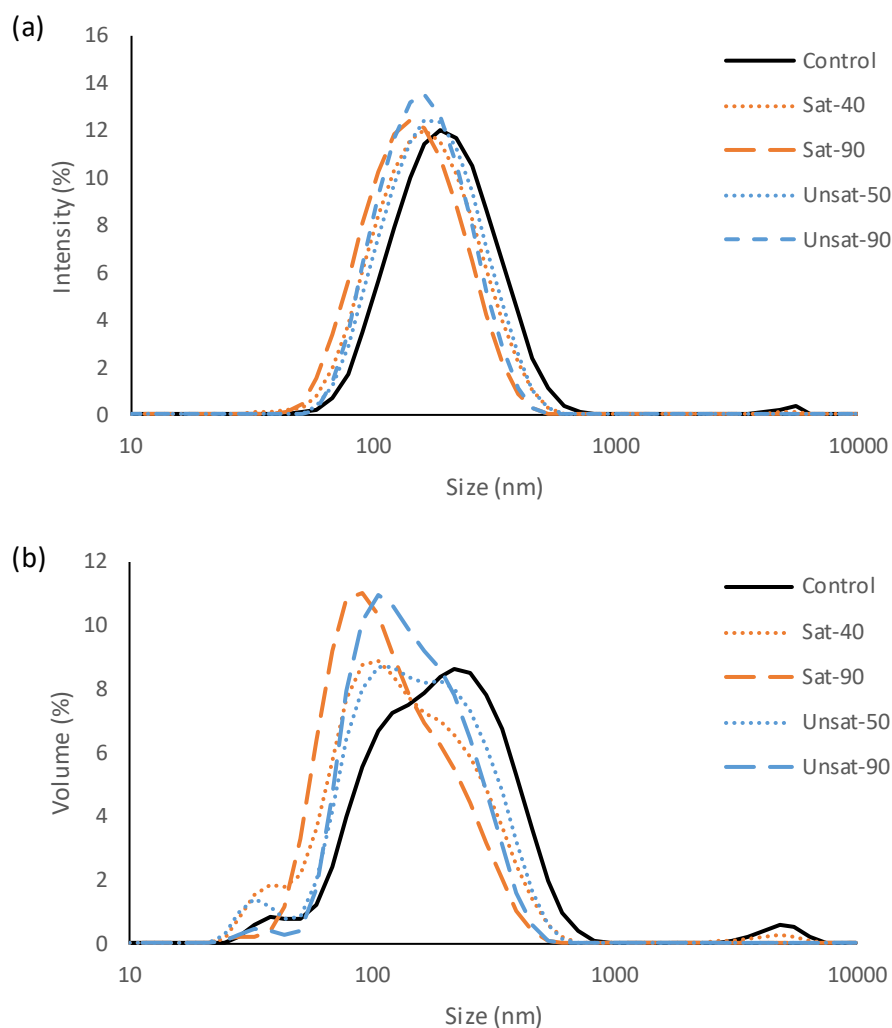 (a)
16
14
12
10
8
6
4
2
0
Intensity (%)
10
100
1000
10000
Size (nm)
Control
Sat-40
Sat-90
Unsat-50
Unsat-90
(b)
12
10
8
6
4
2
0
Volume (%)
10
100
1000
10000
Size (nm)
Control
Sat-40
Sat-90
Unsat-50
Unsat-90